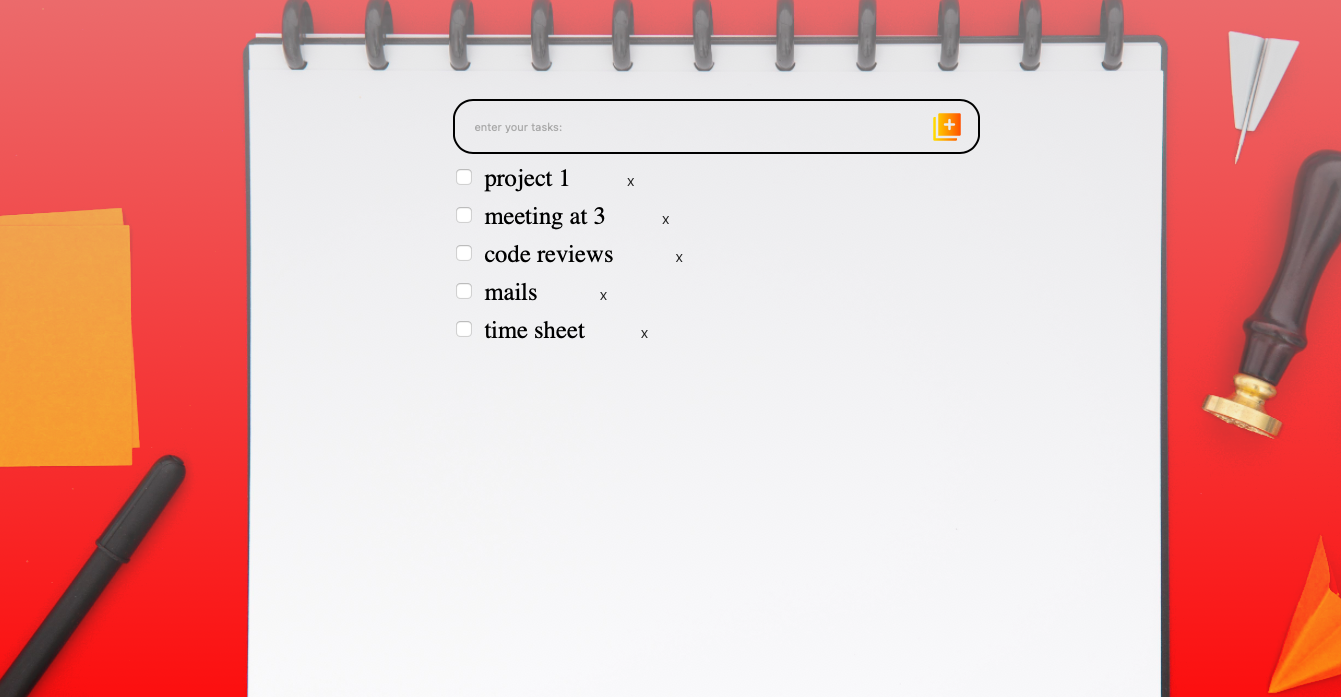 enter your tasks:
project 1 x
meeting at 3 x
code reviews x
mails x
time sheet x